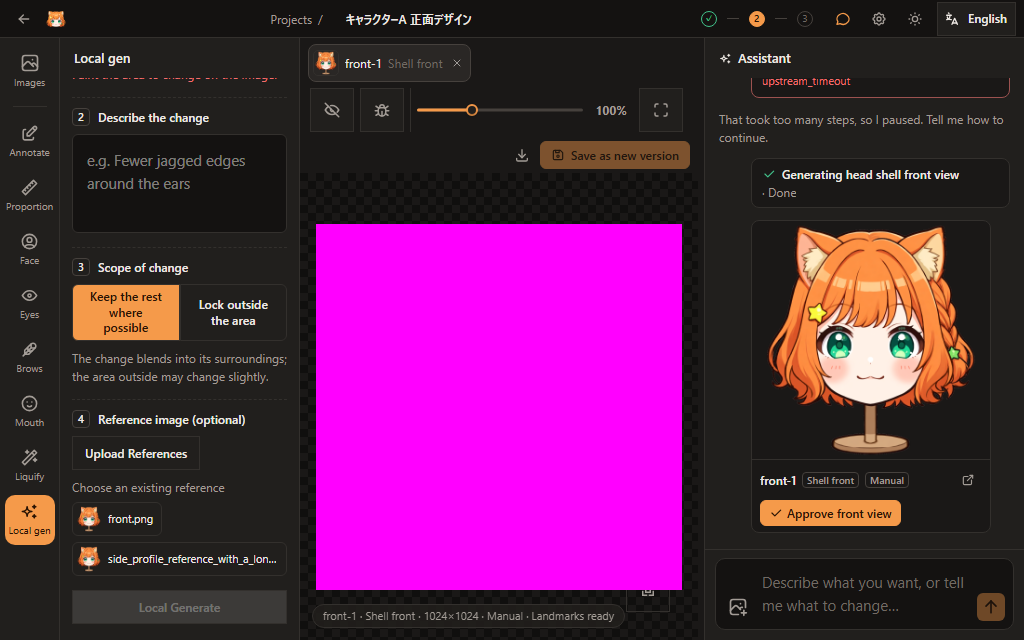 Projects /
キャラクターA 正面デザイン
2
3
English
Images
Annotate
Proportion
Face
Eyes
Brows
Mouth
Liquify
Local gen
Local gen
2 Describe the change
e.g. Fewer jagged edges
around the ears
3 Scope of change
Keep the rest
where
possible
Lock outside
the area
The change blends into its surroundings;
the area outside may change slightly.
4 Reference image (optional)
Upload References
Choose an existing reference
front.png
side_profile_reference_with_a_lon...
Local Generate
front-1 Shell front ×
100%
Save as new version
front-1 · Shell front · 1024×1024 · Manual · Landmarks ready
Assistant
upstream_timeout
That took too many steps, so I paused. Tell me how to
continue.
Generating head shell front view
· Done
front-1 Shell front Manual
Approve front view
Describe what you want, or tell
me what to change...